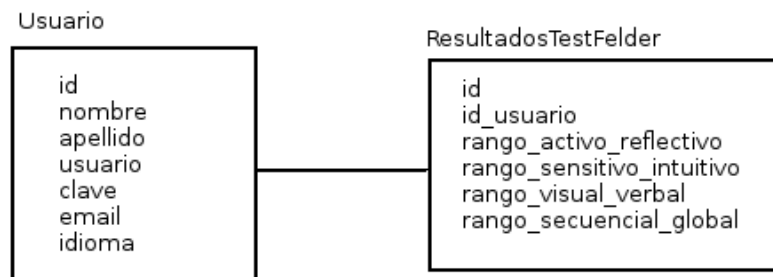 Usuario
id
nombre
apellido
usuario
clave
email
idioma
ResultadosTestFelder
id
id_usuario
rango_activo_reflectivo
rango_sensitivo_intuitivo
rango_visual_verbal
rango_secuencial_global